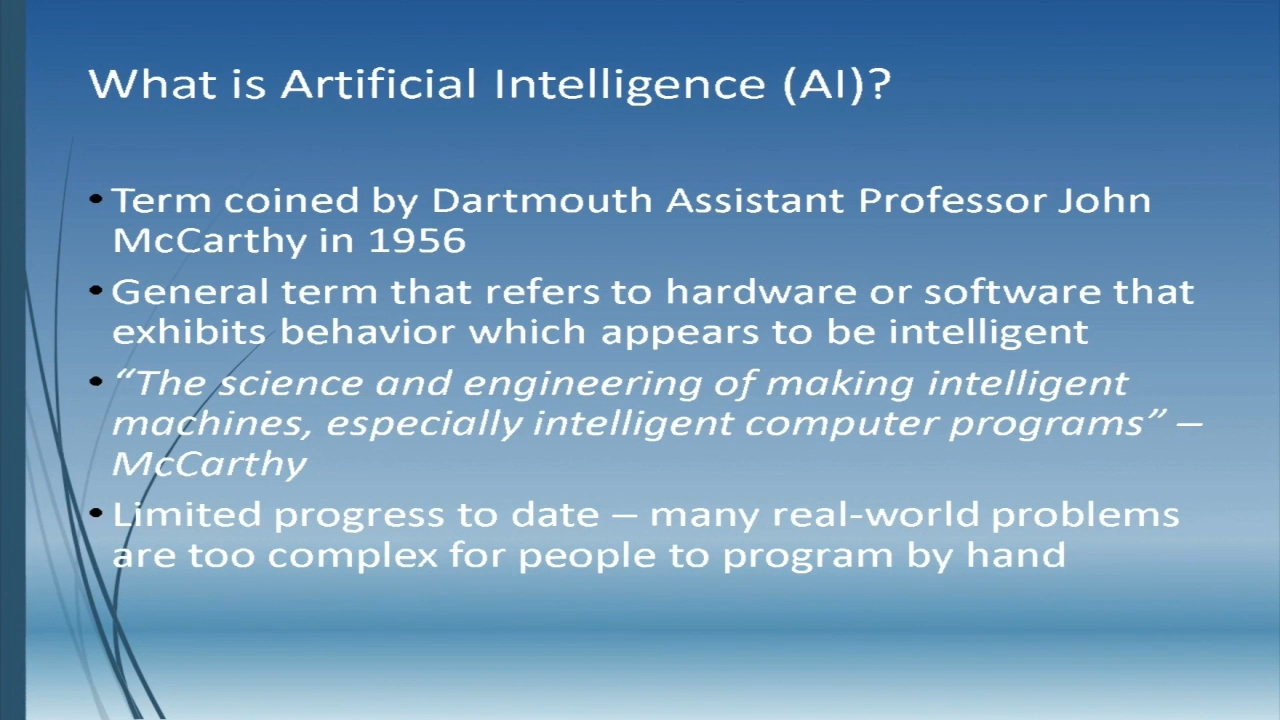 What is Artificial Intelligence (AI)?
• Term coined by Dartmouth Assistant Professor John
McCarthy in 1956
• General term that refers to hardware or software that
exhibits behavior which appears to be intelligent
• “The science and engineering of making intelligent
machines, especially intelligent computer programs” –
McCarthy
• Limited progress to date – many real-world problems
are too complex for people to program by hand